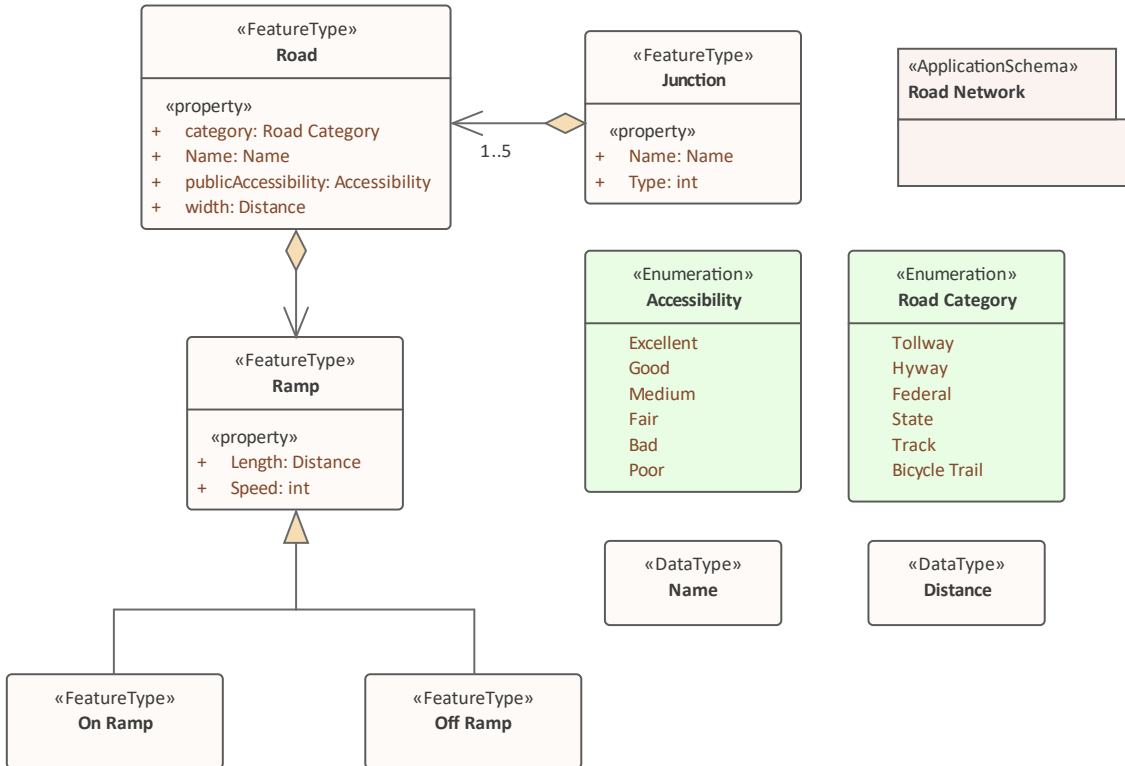 «FeatureType»
Road
«property»
+ category: Road Category
+ Name: Name
+ publicAccessibility: Accessibility
+ width: Distance
«FeatureType»
Junction
«property»
+ Name: Name
+ Type: int
«ApplicationSchema»
Road Network
1..5
«Enumeration»
Accessibility
Excellent
Good
Medium
Fair
Bad
Poor
«Enumeration»
Road Category
Tollway
Hyway
Federal
State
Track
Bicycle Trail
«FeatureType»
Ramp
«property»
+ Length: Distance
+ Speed: int
«DataType»
Name
«DataType»
Distance
«FeatureType»
On Ramp
«FeatureType»
Off Ramp